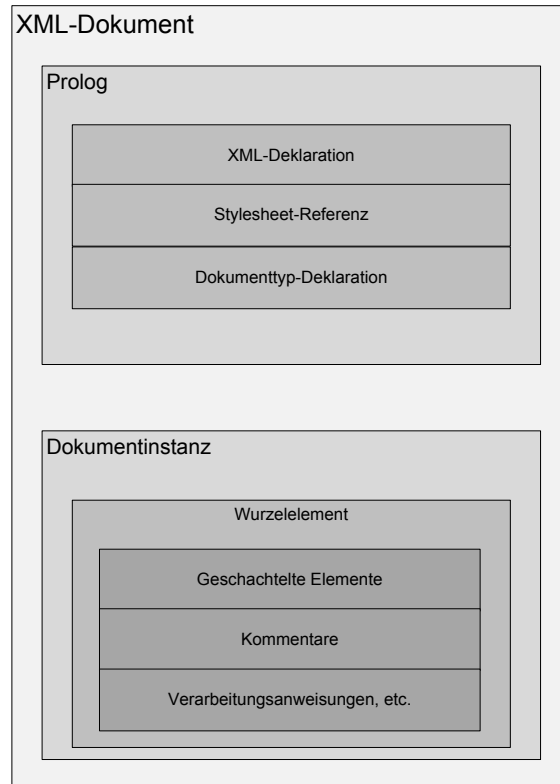 XML-Dokument
Prolog
XML-Deklaration
Stylesheet-Referenz
Dokumenttyp-Deklaration
Dokumentinstanz
Wurzelelement
Geschachtelte Elemente
Kommentare
Verarbeitungsanweisungen, etc.